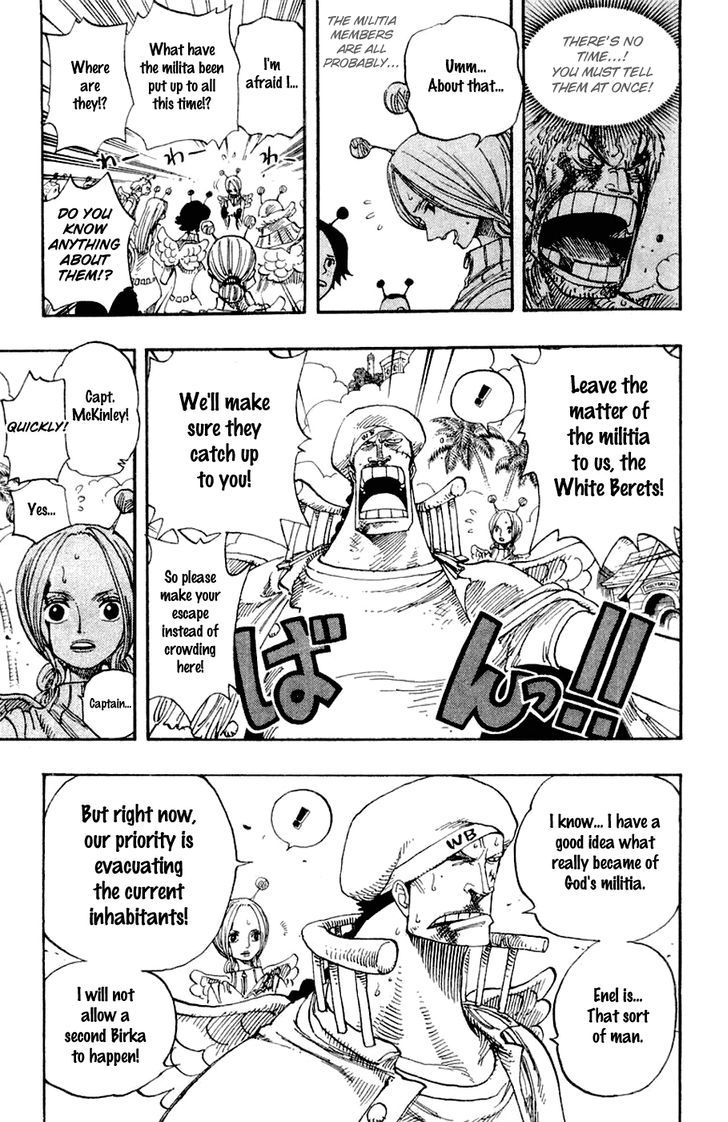 THERE'S NO
TIME...!
YOU MUST TELL
THEM AT ONCE!
Umm...
About that...
THE MILITIA
MEMBERS
ARE ALL
PROBABLY...
I'm
afraid I...
What have
the milita been
put up to all
this time!?
Where
are
they!?
わー
わー
DO YOU
KNOW
ANYTHING
ABOUT
THEM!?
Leave the
matter of
the militia
to us, the
White Berets!
!
We'll make
sure they
catch up
to you!
So please
make your
escape
instead of
crowding
here!
ばんっ!!
Capt.
McKinley!
QUICKLY!
Yes...
Captain...
I know... I have a
good idea what
really became of
God's militia.
WB
Enel is...
That sort
of man.
!
But right now,
our priority is
evacuating
the current
inhabitants!
I will not
allow a
second Birka
to happen!